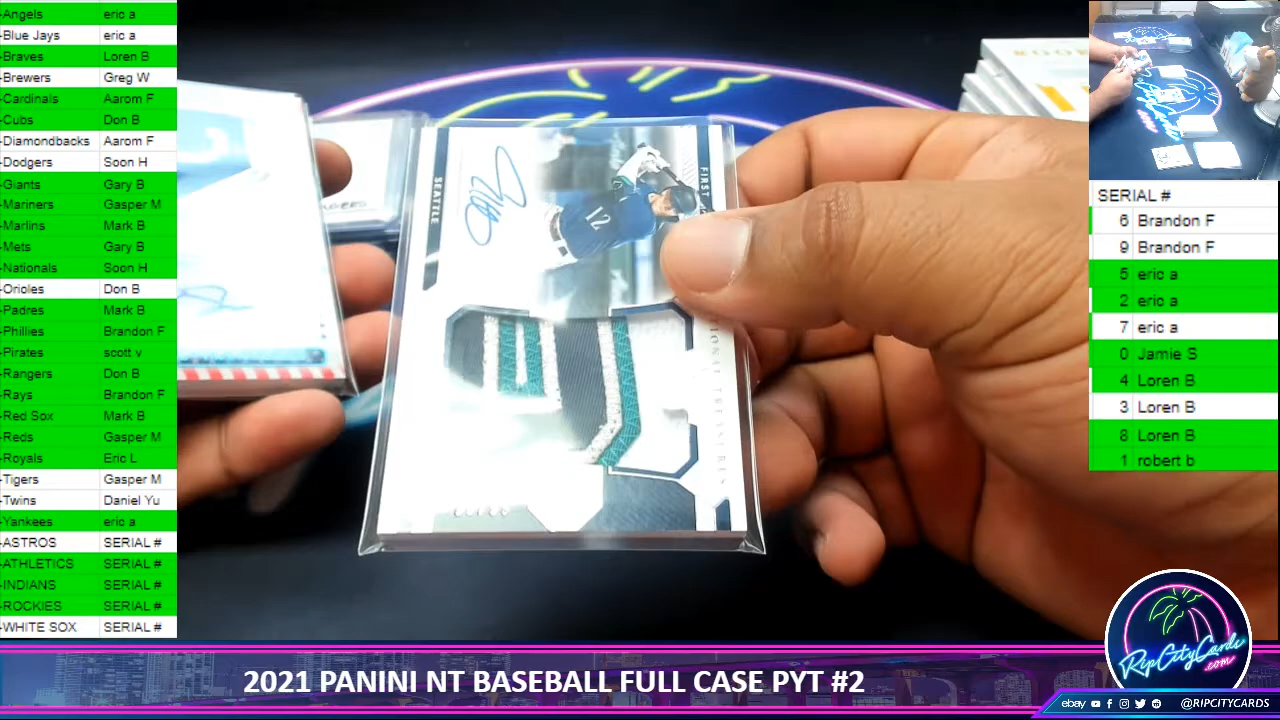 -Angels eric a
-Blue Jays eric a
-Braves Loren B
-Brewers Greg W
-Cardinals Aarom F
-Cubs Don B
-Diamondbacks Aarom F
-Dodgers Soon H
-Giants Gary B
-Mariners Gasper M
-Marlins Mark B
-Mets Gary B
-Nationals Soon H
-Orioles Don B
-Padres Mark B
-Phillies Brandon F
-Pirates scott v
-Rangers Don B
-Rays Brandon F
-Red Sox Mark B
-Reds Gasper M
-Royals Eric L
-Tigers Gasper M
-Twins Daniel Yu
-Yankees eric a
-ASTROS SERIAL #
-ATHLETICS SERIAL #
-INDIANS SERIAL #
-ROCKIES SERIAL #
-WHITE SOX SERIAL #
SEATTLE
12
FIRST
SERIAL #
6 Brandon F
9 Brandon F
5 eric a
2 eric a
7 eric a
0 Jamie S
4 Loren B
3 Loren B
8 Loren B
1 robert b
RipCityCards
.com
2021 PANINI NT BASEBALL FULL CASE PYT #2
ebay @RIPCITYCARDS